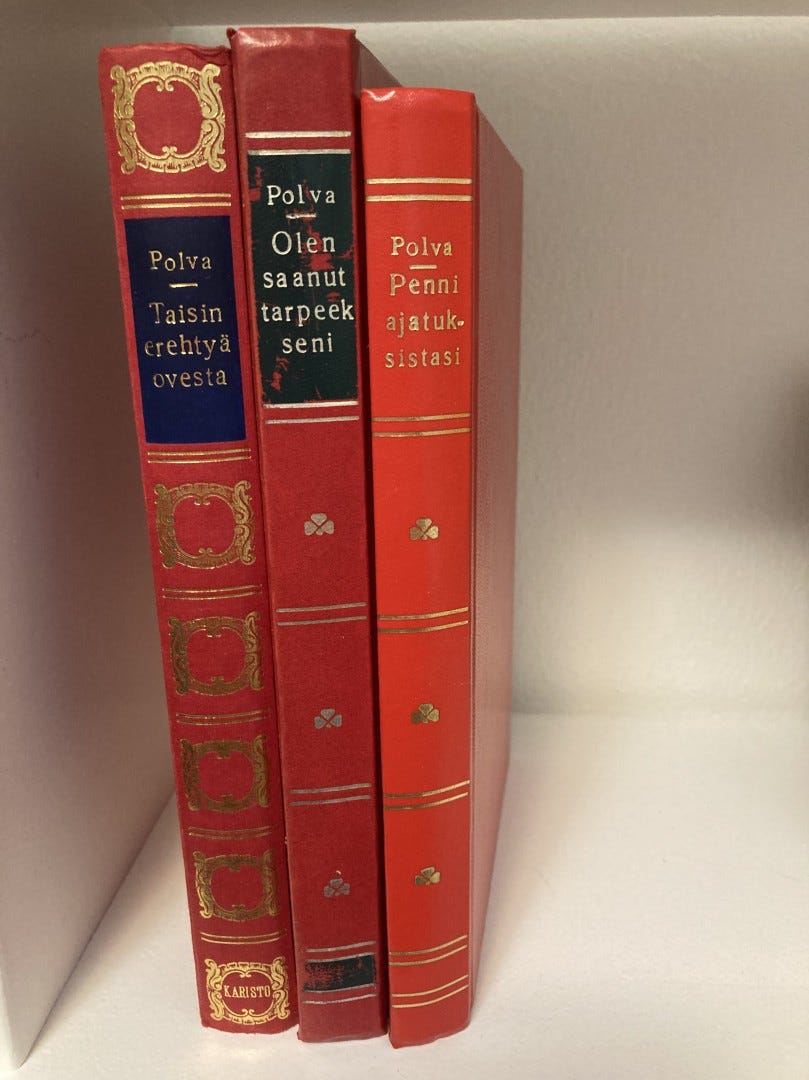 Polva
Taisin
erehtyä
ovesta
KARISTO
Polva
Olen
saanut
tarpeek
seni
Polva
Penni
ajatuk-
sistasi